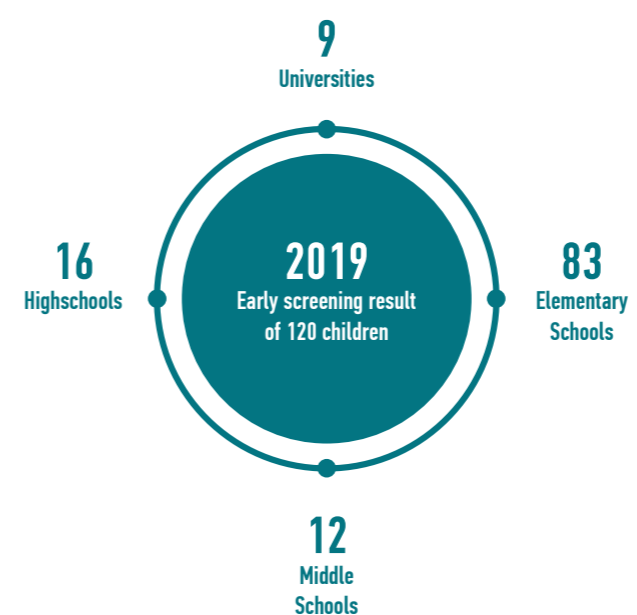 9
Universities
16
Highschools
2019
Early screening result
of 120 children
83
Elementary
Schools
12
Middle
Schools